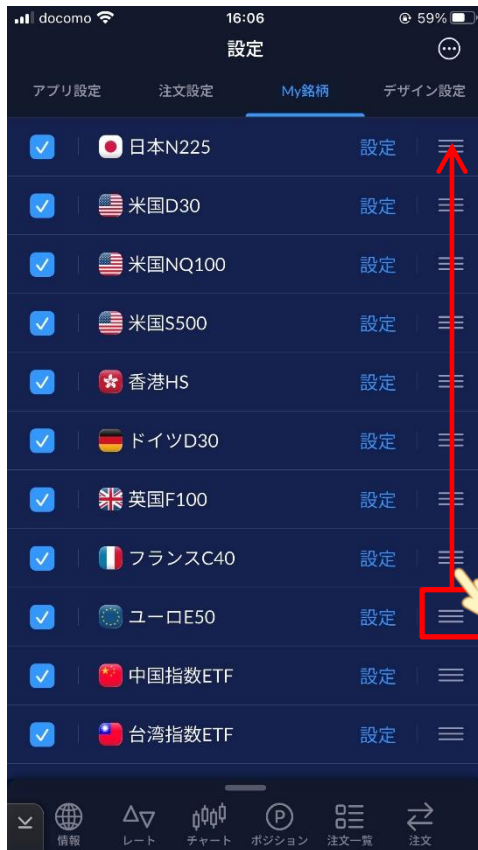 docomo 16:06 59%
設定
アプリ設定 注文設定 My銘柄 デザイン設定
日本N225 設定
米国D30 設定
米国NQ100 設定
米国S500 設定
香港HS 設定
ドイツD30 設定
英国F100 設定
フランスC40 設定
ユーロE50 設定
中国指数ETF 設定
台湾指数ETF 設定
情報 レート チャート P ポジション 注文一覧 注文